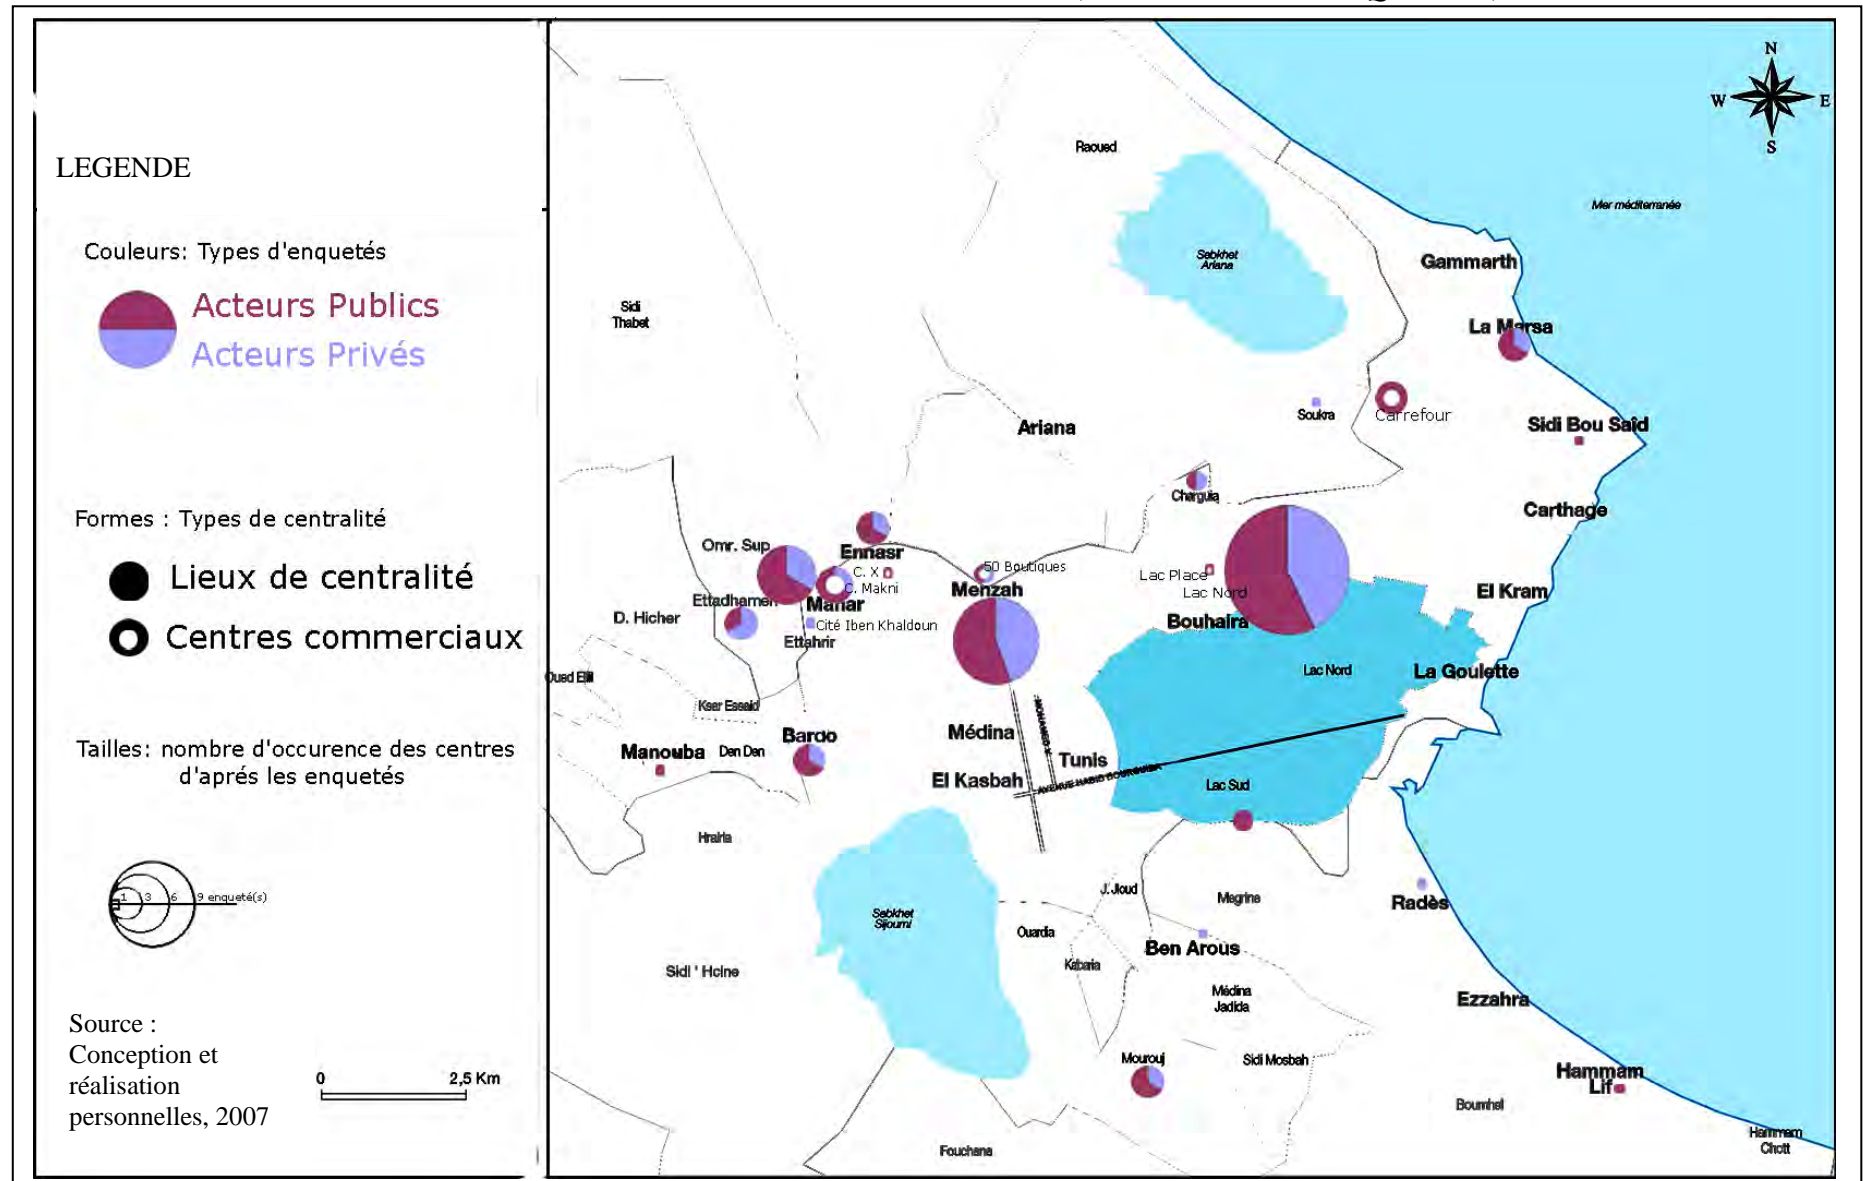 LEGENDE
Couleurs: Types d'enquetés
Acteurs Publics
Acteurs Privés
Formes : Types de centralité
Lieux de centralité
Centres commerciaux
Tailles: nombre d'occurence des centres
d'aprés les enquetés
1 3 6 9 enqueté(s)
Source :
Conception et
réalisation
personnelles, 2007
0 2,5 Km
N
W E
S
Mer méditerranée
Raoued
Sebkhet
Ariana
Gammarth
La Marsa
Sidi
Thabet
Soukra
Carrefour
Sidi Bou Saïd
Ariana
Charguia
Carthage
Omr. Sup
Ennasr
C. X
C. Makni
50 Boutiques
Menzah
Lac Place
Lac Nord
Bouhaira
El Kram
Ettadhamen
Manar
D. Hicher
Cité Iben Khaldoun
Ettahrir
Lac Nord
La Goulette
Oued Ellil
Ksar Essaid
Médina
MOHAMED V
Bardo
Manouba
Den Den
Tunis
El Kasbah
AVENUE HABIB BOURGUIBA
Lac Sud
Hrairia
Sebkhet
Sijoumi
J. Jloud
Megrine
Radès
Ouardia
Ben Arous
Kabaria
Sidi ' Hcine
Médina
Jadida
Ezzahra
Mourouj
Sidi Mosbah
Hammam
Lif
Boumhel
Fouchana
Hammam
Chott